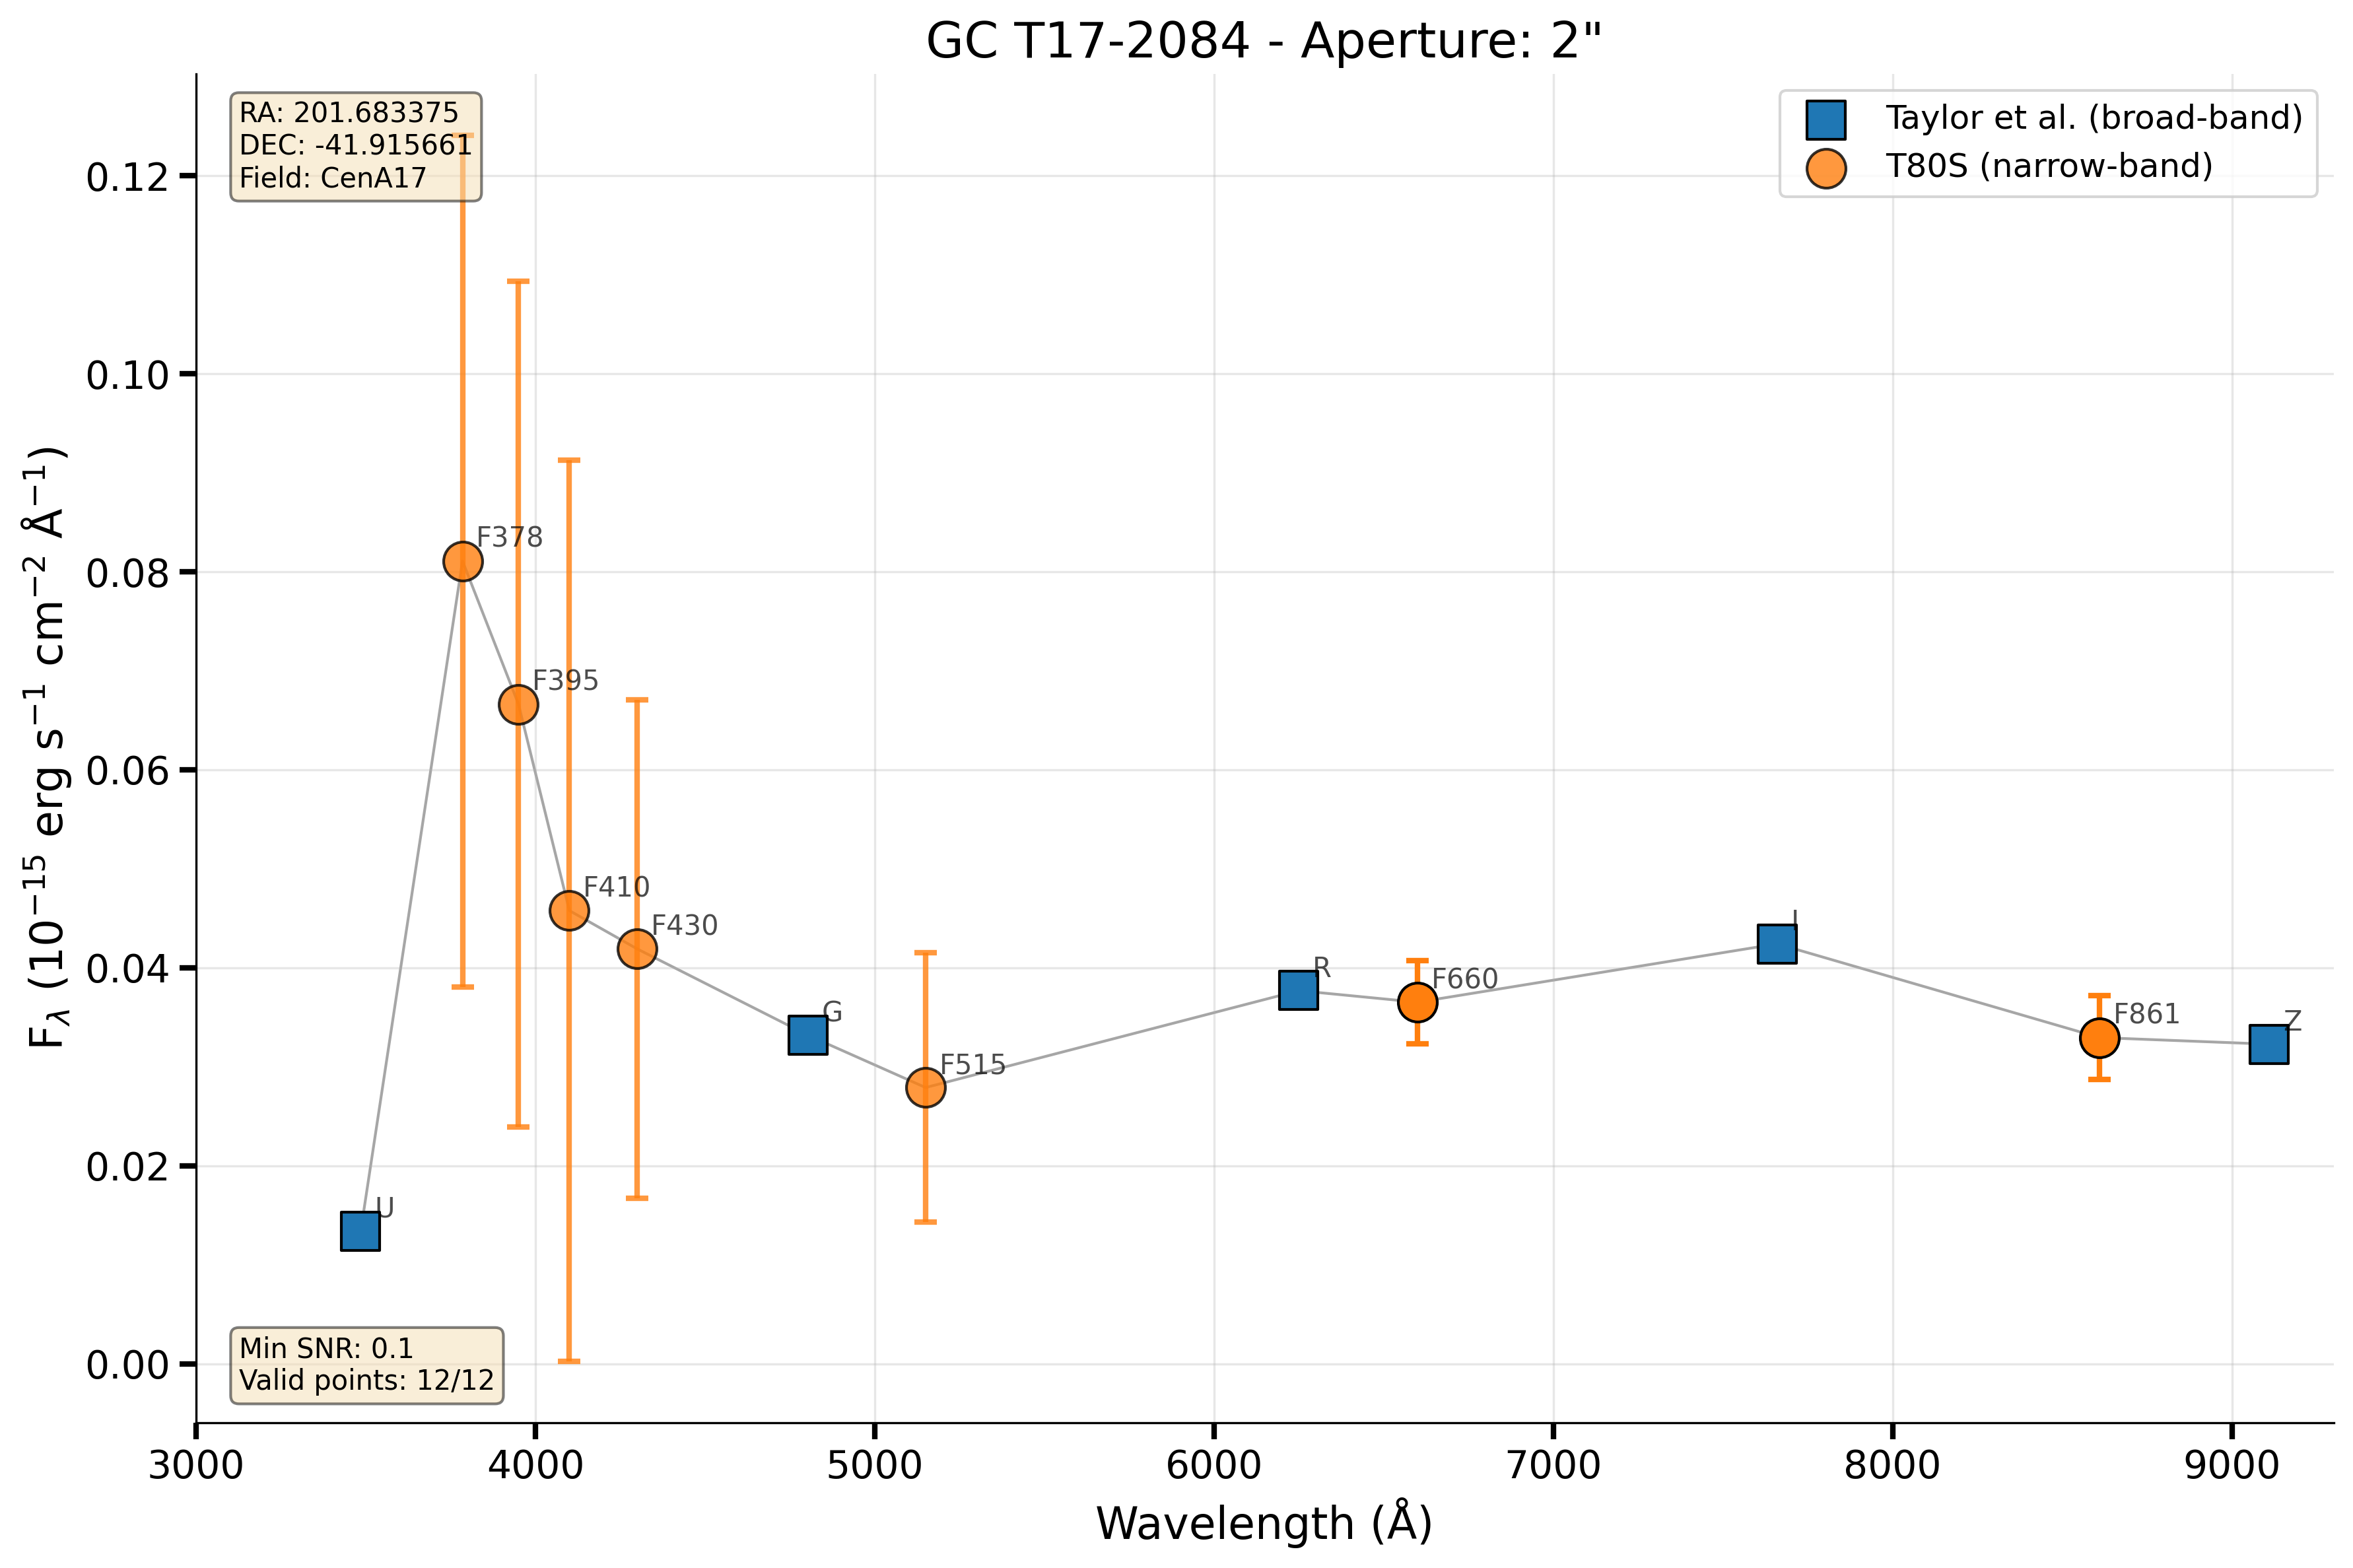 GC T17-2084 - Aperture: 2"
RA: 201.683375
DEC: -41.915661
Field: CenA17
Taylor et al. (broad-band)
T80S (narrow-band)
0.12
0.10
0.08
0.06
0.04
0.02
0.00
F_λ (10⁻¹⁵ erg s⁻¹ cm⁻² Å⁻¹)
F378
F395
F410
F430
G
F515
R
F660
I
F861
Z
U
Min SNR: 0.1
Valid points: 12/12
3000 4000 5000 6000 7000 8000 9000
Wavelength (Å)